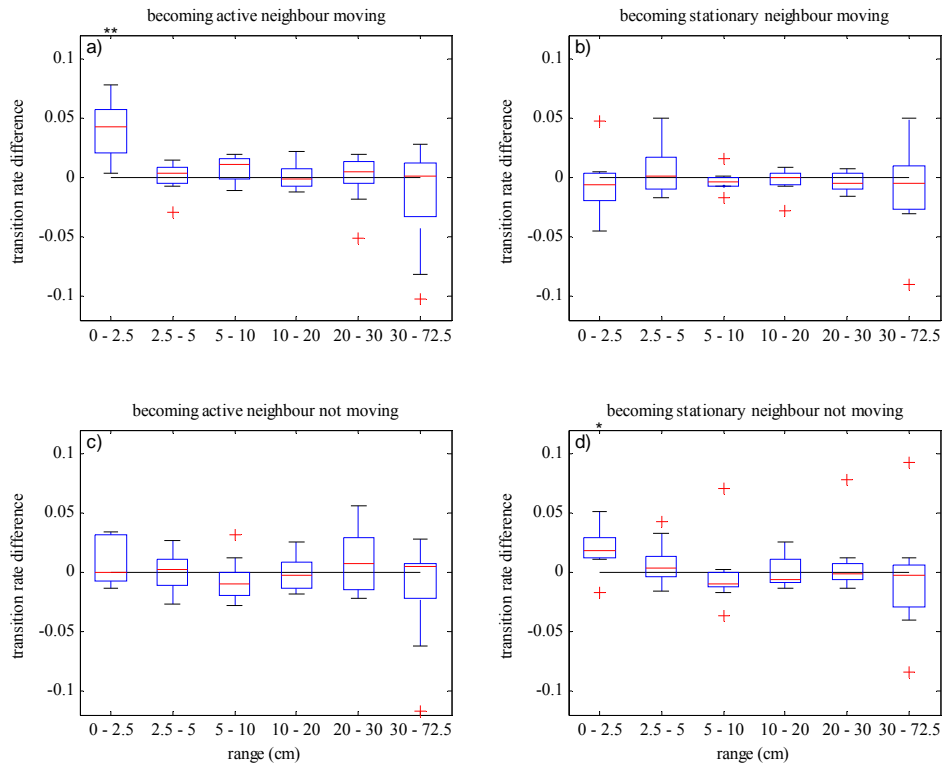 becoming active neighbour moving
becoming stationary neighbour moving
**
a)
b)
0.1
0.05
0
-0.05
-0.1
transition rate difference
0.1
0.05
0
-0.05
-0.1
transition rate difference
0 - 2.5 2.5 - 5 5 - 10 10 - 20 20 - 30 30 - 72.5
0 - 2.5 2.5 - 5 5 - 10 10 - 20 20 - 30 30 - 72.5
becoming active neighbour not moving
becoming stationary neighbour not moving
*
c)
d)
0.1
0.05
0
-0.05
-0.1
transition rate difference
0.1
0.05
0
-0.05
-0.1
transition rate difference
0 - 2.5 2.5 - 5 5 - 10 10 - 20 20 - 30 30 - 72.5
0 - 2.5 2.5 - 5 5 - 10 10 - 20 20 - 30 30 - 72.5
range (cm)
range (cm)